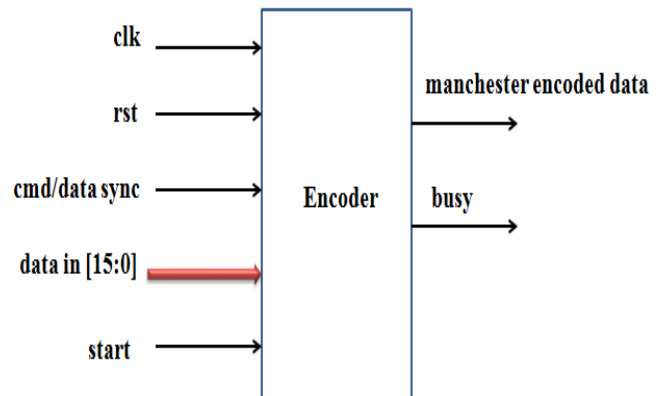 clk
rst
cmd/data sync
data in [15:0]
start
Encoder
manchester encoded data
busy